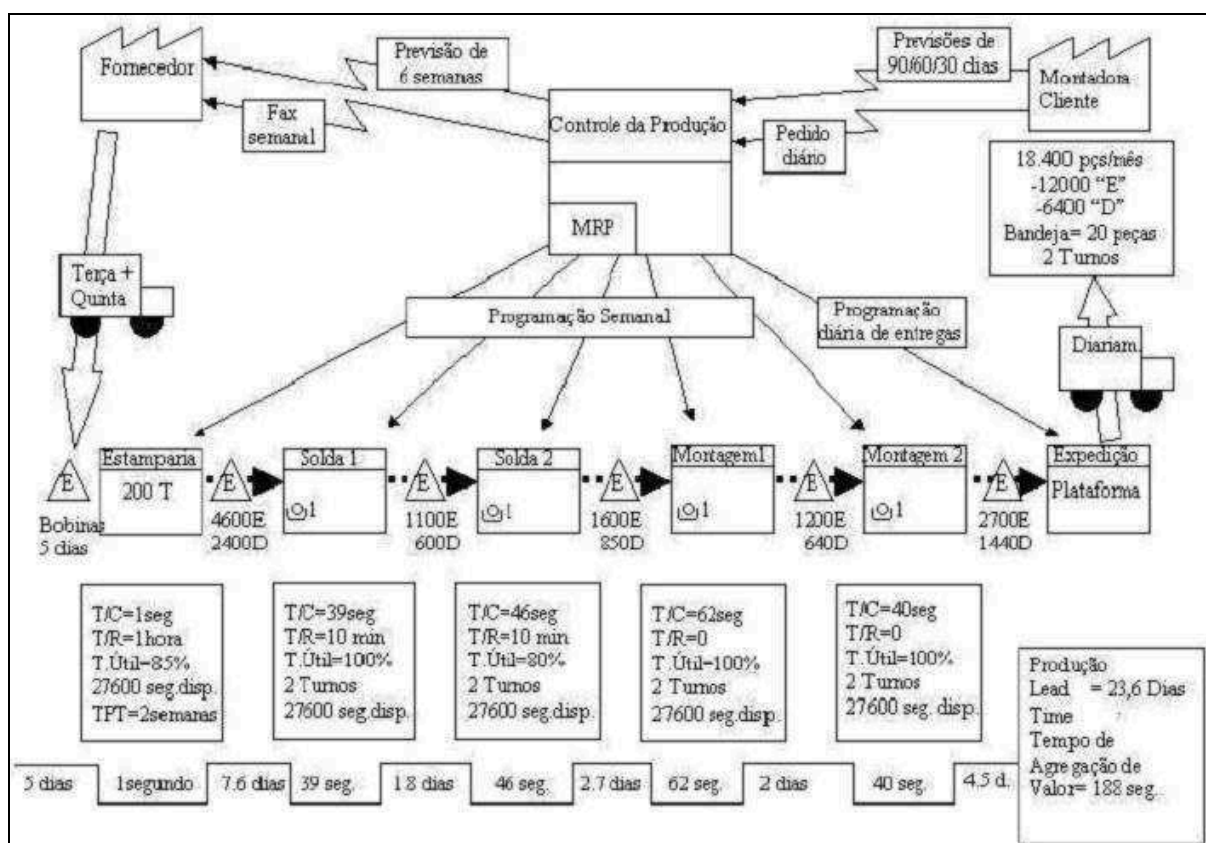 Fornecedor
Previsão de
6 semanas
Fax
semanal
Controle da Produção
MRP
Previsões de
90/60/30 dias
Pedido
diário
Montadora
Cliente
18.400 pçs/mês
-12000 “E”
-6400 “D”
Bandeja= 20 peças
2 Turnos
Terça +
Qunta
Programação Semanal
Programação
diária de entregas
Diariam.
E
Bobinas
5 dias
Estamparia
200 T
E
4600E
2400D
Solda 1
1
E
1100E
600D
Solda 2
1
E
1600E
850D
Montagem1
1
E
1200E
640D
Montagem 2
1
E
2700E
1440D
Expedição
Plataforma
T/C=1seg
T/R=1hora
T.Útil=85%
27600 seg.disp.
TPT=2semanas
T/C=39seg
T/R=10 min
T.Útil=100%
2 Turnos
27600 seg.disp.
T/C=46seg
T/R=10 min
T.Útil=80%
2 Turnos
27600 seg.disp.
T/C=62seg
T/R=0
T.Útil=100%
2 Turnos
27600 seg.disp.
T/C=40seg
T/R=0
T.Útil=100%
2 Turnos
27600 seg.disp.
Produção
Lead = 23,6 Dias
Time
Tempo de
Agregação de
Valor= 188 seg.
5 dias
1segundo
7.6 dias
39 seg.
1.8 dias
46 seg.
2.7 dias
62 seg.
2 dias
40 seg.
4.5 d.